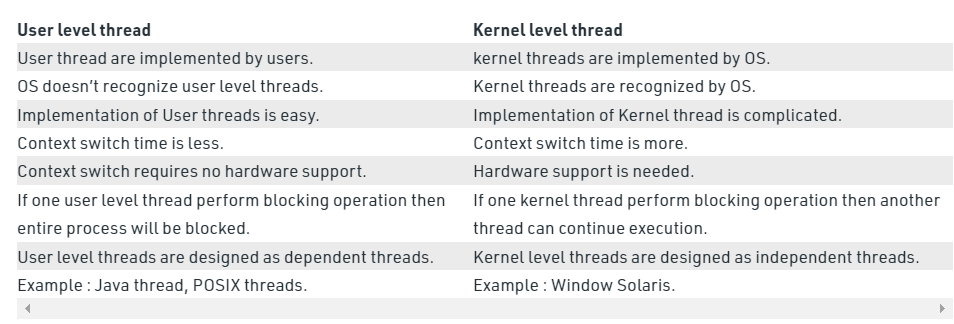 User level thread Kernel level thread
User thread are implemented by users. kernel threads are implemented by OS.
OS doesn't recognize user level threads. Kernel threads are recognized by OS.
Implementation of User threads is easy. Implementation of Kernel thread is complicated.
Context switch time is less. Context switch time is more.
Context switch requires no hardware support. Hardware support is needed.
If one user level thread perform blocking operation then If one kernel thread perform blocking operation then another
entire process will be blocked. thread can continue execution.
User level threads are designed as dependent threads. Kernel level threads are designed as independent threads.
Example : Java thread, POSIX threads. Example : Window Solaris.